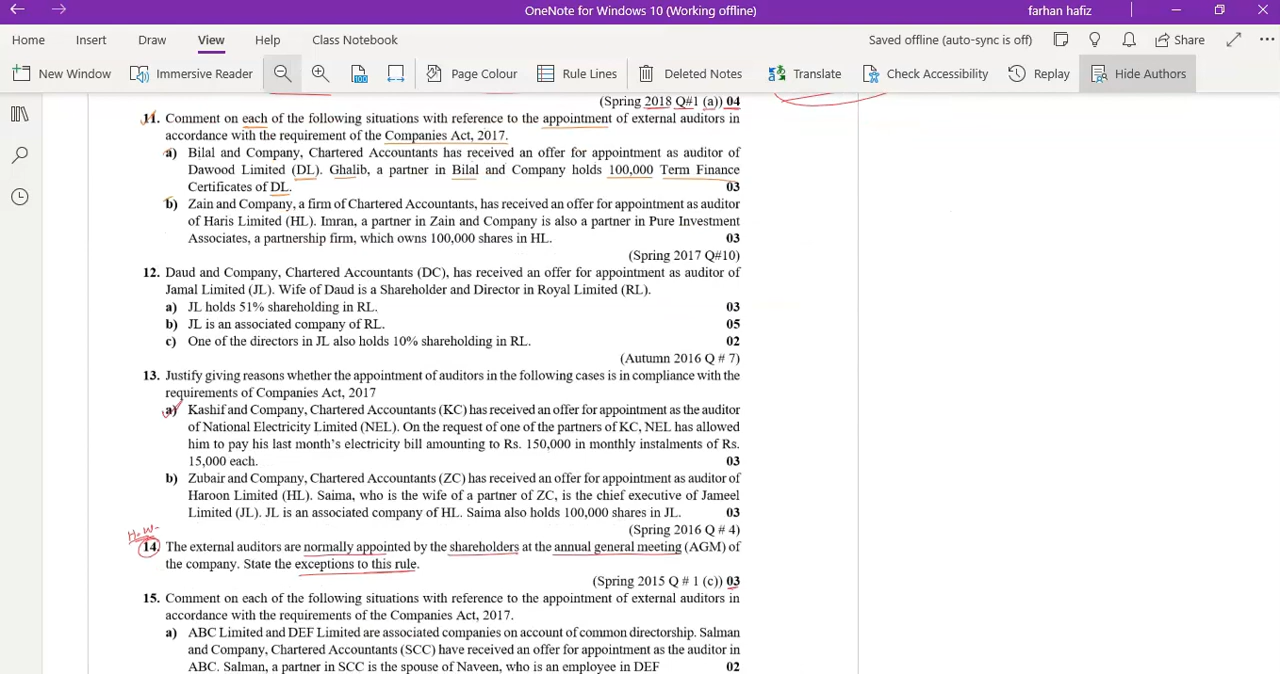 OneNote for Windows 10 (Working offline)
farhan hafiz
Home Insert Draw View Help Class Notebook
Saved offline (auto-sync is off) Share
New Window Immersive Reader 100 Page Colour Rule Lines Deleted Notes Translate Check Accessibility Replay Hide Authors
(Spring 2018 Q#1 (a)) 04
11. Comment on each of the following situations with reference to the appointment of external auditors in
accordance with the requirement of the Companies Act, 2017.
a) Bilal and Company, Chartered Accountants has received an offer for appointment as auditor of
Dawood Limited (DL). Ghalib, a partner in Bilal and Company holds 100,000 Term Finance
Certificates of DL. 03
b) Zain and Company, a firm of Chartered Accountants, has received an offer for appointment as auditor
of Haris Limited (HL). Imran, a partner in Zain and Company is also a partner in Pure Investment
Associates, a partnership firm, which owns 100,000 shares in HL. 03
(Spring 2017 Q#10)
12. Daud and Company, Chartered Accountants (DC), has received an offer for appointment as auditor of
Jamal Limited (JL). Wife of Daud is a Shareholder and Director in Royal Limited (RL).
a) JL holds 51% shareholding in RL. 03
b) JL is an associated company of RL. 05
c) One of the directors in JL also holds 10% shareholding in RL. 02
(Autumn 2016 Q # 7)
13. Justify giving reasons whether the appointment of auditors in the following cases is in compliance with the
requirements of Companies Act, 2017
a) Kashif and Company, Chartered Accountants (KC) has received an offer for appointment as the auditor
of National Electricity Limited (NEL). On the request of one of the partners of KC, NEL has allowed
him to pay his last month's electricity bill amounting to Rs. 150,000 in monthly instalments of Rs.
15,000 each. 03
b) Zubair and Company, Chartered Accountants (ZC) has received an offer for appointment as auditor of
Haroon Limited (HL). Saima, who is the wife of a partner of ZC, is the chief executive of Jameel
Limited (JL). JL is an associated company of HL. Saima also holds 100,000 shares in JL. 03
(Spring 2016 Q # 4)
H.W-
14. The external auditors are normally appointed by the shareholders at the annual general meeting (AGM) of
the company. State the exceptions to this rule.
(Spring 2015 Q # 1 (c)) 03
15. Comment on each of the following situations with reference to the appointment of external auditors in
accordance with the requirements of the Companies Act, 2017.
a) ABC Limited and DEF Limited are associated companies on account of common directorship. Salman
and Company, Chartered Accountants (SCC) have received an offer for appointment as the auditor in
ABC. Salman, a partner in SCC is the spouse of Naveen, who is an employee in DEF 02